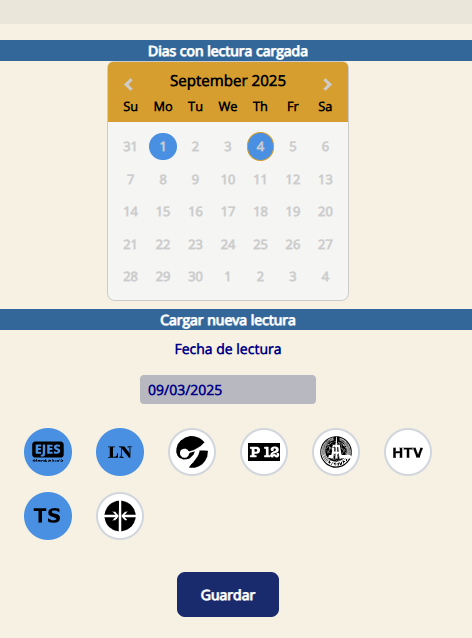 Dias con lectura cargada
September 2025
Su Mo Tu We Th Fr Sa
31 1 2 3 4 5 6
7 8 9 10 11 12 13
14 15 16 17 18 19 20
21 22 23 24 25 26 27
28 29 30 1 2 3 4
Cargar nueva lectura
Fecha de lectura
09/03/2025
EJES LN P12 HTV
TS
Guardar